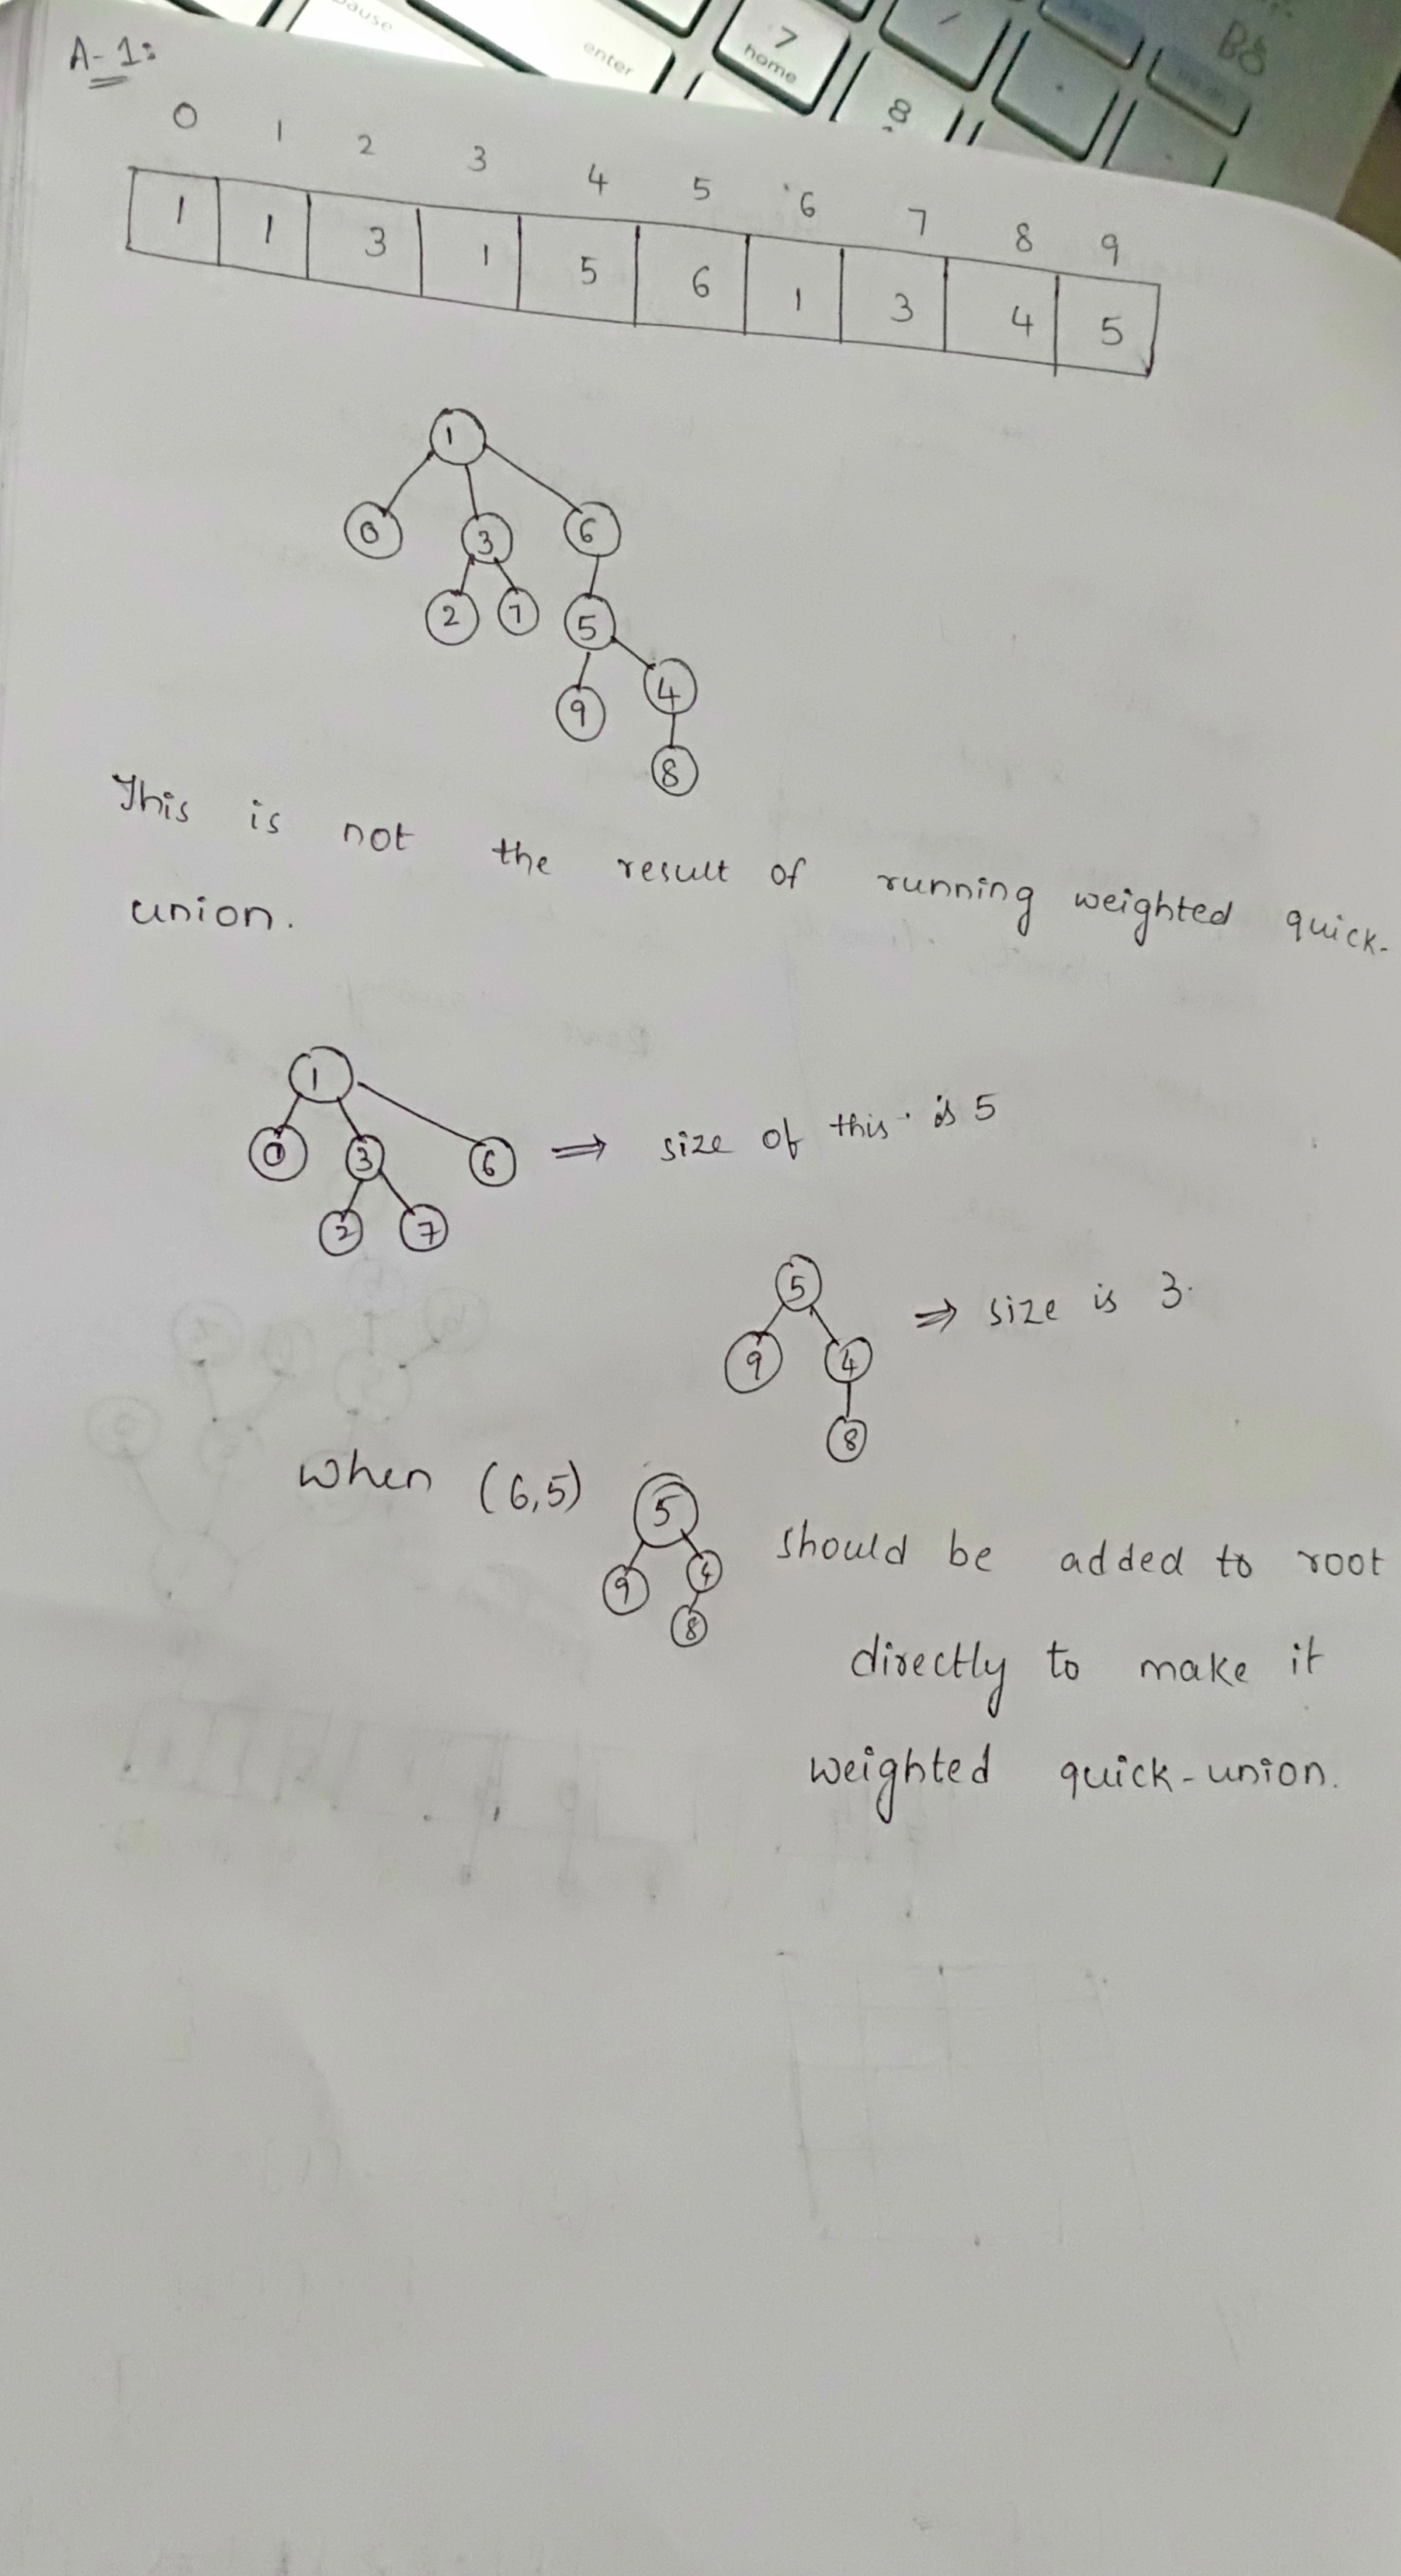 pause
enter
7
home
8
A-1:
0 1 2 3 4 5 6 7 8 9
1 1 3 1 5 6 1 3 4 5
1
0 3 6
2 7 5
9 4
8
This is not the result of running weighted quick-
union.
1
0 3 6 ⇒ size of this is 5
2 7
5 ⇒ size is 3.
9 4
8
when (6,5) 5 should be added to root
9 4
8
directly to make it
weighted quick-union.